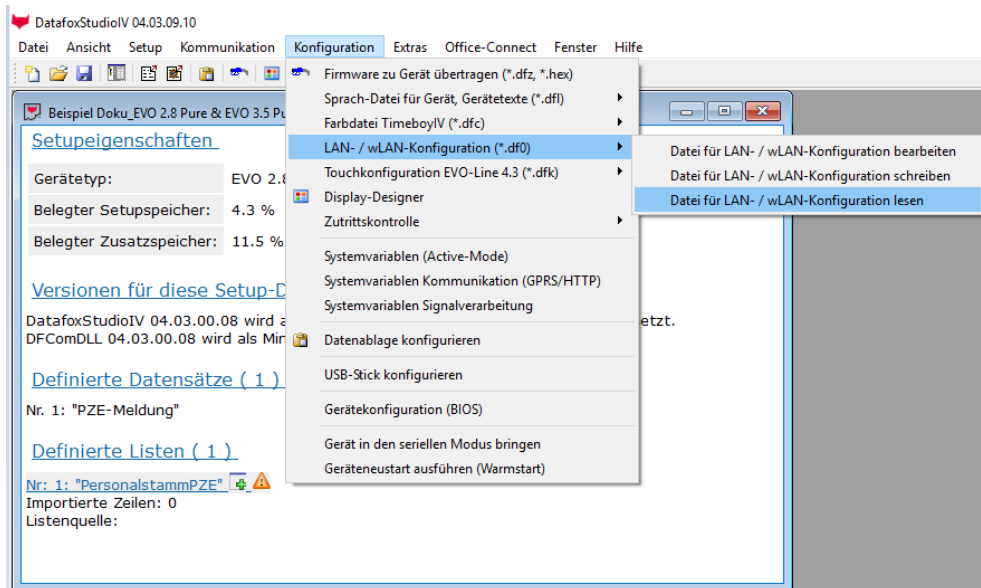 DatafoxStudioIV 04.03.09.10
Datei Ansicht Setup Kommunikation Konfiguration Extras Office-Connect Fenster Hilfe
Beispiel Doku_EVO 2.8 Pure & EVO 3.5 Pu
Setupeigenschaften
Gerätetyp: EVO 2.8
Belegter Setupspeicher: 4.3 %
Belegter Zusatzspeicher: 11.5 %
Versionen für diese Setup-D
DatafoxStudioIV 04.03.00.08 wird a
etzt.
DFComDLL 04.03.00.08 wird als Min
Definierte Datensätze ( 1 )
Nr. 1: "PZE-Meldung"
Definierte Listen ( 1 )
Nr: 1: "PersonalstammPZE"
Importierte Zeilen: 0
Listenquelle:
Firmware zu Gerät übertragen (*.dfz, *.hex)
Sprach-Datei für Gerät, Gerätetexte (*.dfl)
Farbdatei TimeboyIV (*.dfc)
LAN- / wLAN-Konfiguration (*.df0)
Touchkonfiguration EVO-Line 4.3 (*.dfk)
Display-Designer
Zutrittskontrolle
Systemvariablen (Active-Mode)
Systemvariablen Kommunikation (GPRS/HTTP)
Systemvariablen Signalverarbeitung
Datenablage konfigurieren
USB-Stick konfigurieren
Gerätekonfiguration (BIOS)
Gerät in den seriellen Modus bringen
Geräteneustart ausführen (Warmstart)
Datei für LAN- / wLAN-Konfiguration bearbeiten
Datei für LAN- / wLAN-Konfiguration schreiben
Datei für LAN- / wLAN-Konfiguration lesen